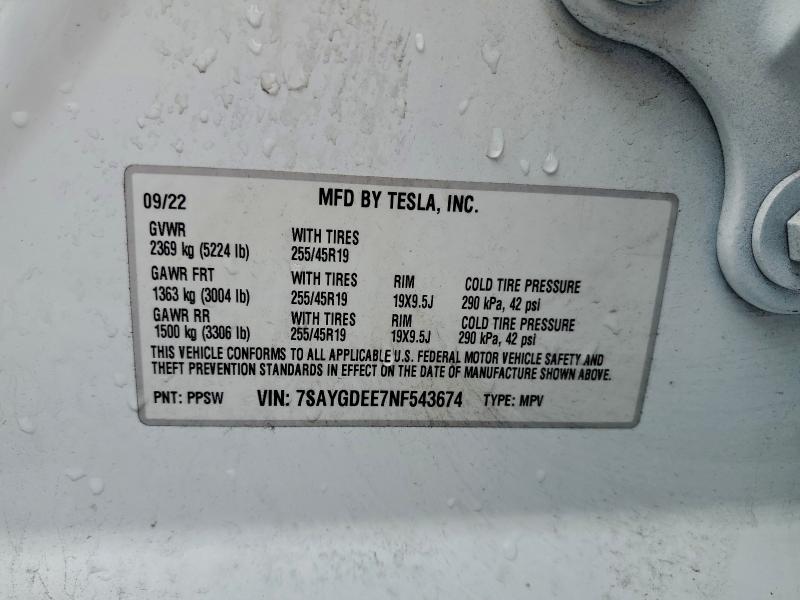 09/22 MFD BY TESLA, INC.
GVWR WITH TIRES
2369 kg (5224 lb) 255/45R19
GAWR FRT WITH TIRES RIM COLD TIRE PRESSURE
1363 kg (3004 lb) 255/45R19 19X9.5J 290 kPa, 42 psi
GAWR RR WITH TIRES RIM COLD TIRE PRESSURE
1500 kg (3306 lb) 255/45R19 19X9.5J 290 kPa, 42 psi
THIS VEHICLE CONFORMS TO ALL APPLICABLE U.S. FEDERAL MOTOR VEHICLE SAFETY AND
THEFT PREVENTION STANDARDS IN EFFECT ON THE DATE OF MANUFACTURE SHOWN ABOVE.
PNT: PPSW VIN: 7SAYGDEE7NF543674 TYPE: MPV